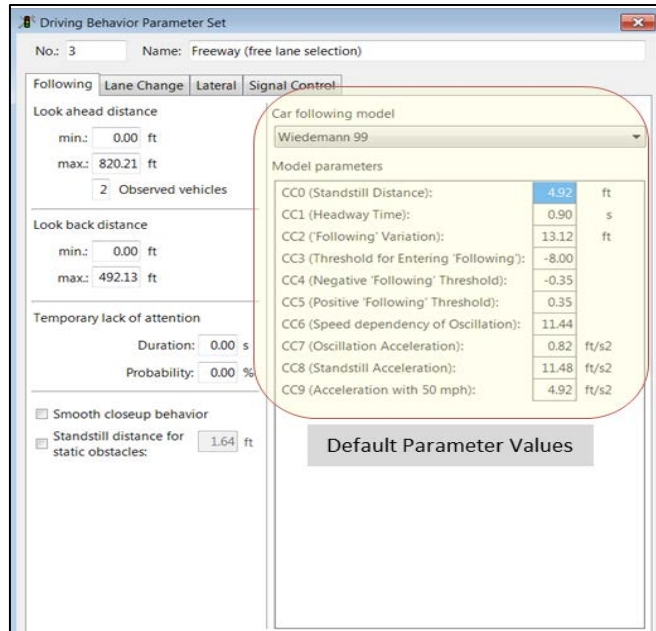 Driving Behavior Parameter Set
No.: 3 Name: Freeway (free lane selection)
Following Lane Change Lateral Signal Control
Look ahead distance
min.: 0.00 ft
max.: 820.21 ft
2 Observed vehicles
Look back distance
min.: 0.00 ft
max.: 492.13 ft
Temporary lack of attention
Duration: 0.00 s
Probability: 0.00 %
Smooth closeup behavior
Standstill distance for
static obstacles: 1.64 ft
Car following model
Wiedemann 99
Model parameters
CC0 (Standstill Distance): 4.92 ft
CC1 (Headway Time): 0.90 s
CC2 ('Following' Variation): 13.12 ft
CC3 (Threshold for Entering 'Following'): -8.00
CC4 (Negative 'Following' Threshold): -0.35
CC5 (Positive 'Following' Threshold): 0.35
CC6 (Speed dependency of Oscillation): 11.44
CC7 (Oscillation Acceleration): 0.82 ft/s2
CC8 (Standstill Acceleration): 11.48 ft/s2
CC9 (Acceleration with 50 mph): 4.92 ft/s2
Default Parameter Values